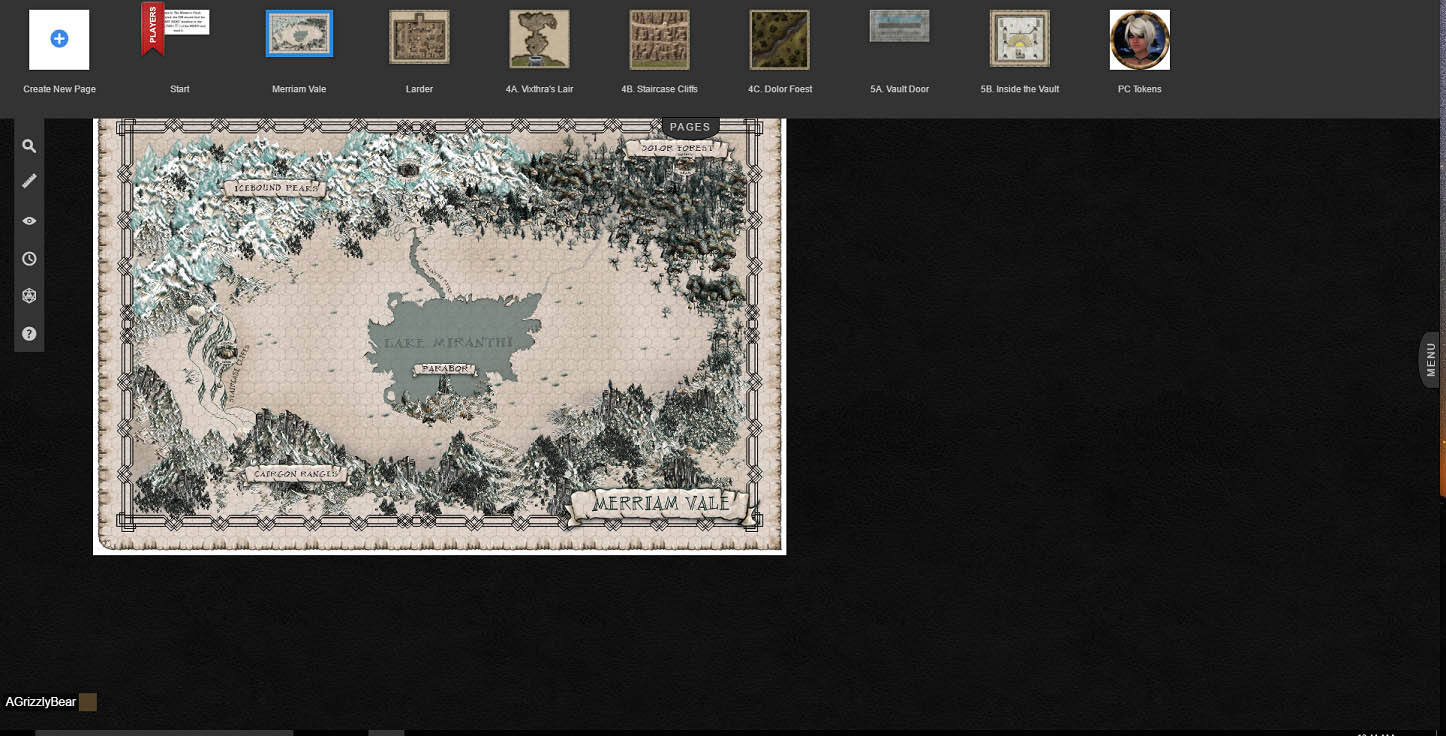 PLAYERS
Create New Page
Start
Merriam Vale
Larder
4A. Vixthra's Lair
4B. Staircase Cliffs
4C. Dolor Foest
5A. Vault Door
5B. Inside the Vault
PC Tokens
PAGES
DOLOR FOREST
ICEBOUND PEAKS
LAKE MIRANTHI
PARABOR
STAIRCASE CLIFFS
CAIRGON RANGES
MERRIAM VALE
MENU
AGrizzlyBear